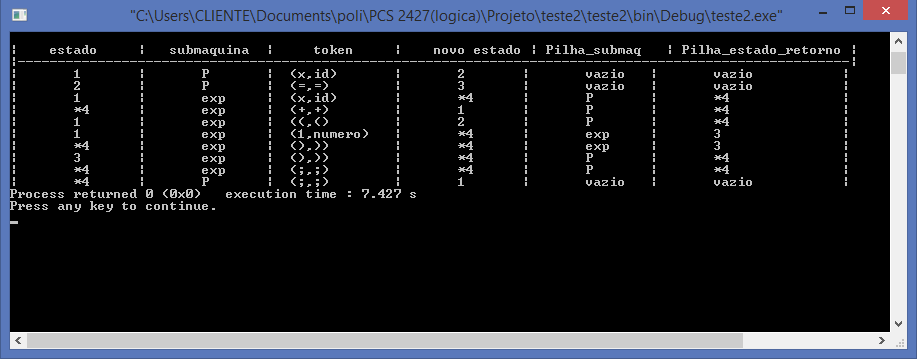 "C:\Users\CLIENTE\Documents\poli\PCS 2427(logica)\Projeto\teste2\teste2\bin\Debug\teste2.exe"
¦ estado ¦ submaquina ¦ token ¦ novo estado ¦ Pilha_submaq ¦ Pilha_estado_retorno ¦
¦ 1 ¦ P ¦ (x,id) ¦ 2 ¦ vazio ¦ vazio ¦
¦ 2 ¦ P ¦ (=,=) ¦ 3 ¦ vazio ¦ vazio ¦
¦ 1 ¦ exp ¦ (x,id) ¦ *4 ¦ P ¦ *4 ¦
¦ *4 ¦ exp ¦ (+,+) ¦ 1 ¦ P ¦ *4 ¦
¦ 1 ¦ exp ¦ ((,() ¦ 2 ¦ P ¦ *4 ¦
¦ 1 ¦ exp ¦ (1,numero) ¦ *4 ¦ exp ¦ 3 ¦
¦ *4 ¦ exp ¦ (),)) ¦ *4 ¦ exp ¦ 3 ¦
¦ 3 ¦ exp ¦ (),)) ¦ *4 ¦ P ¦ *4 ¦
¦ *4 ¦ exp ¦ (;,;) ¦ *4 ¦ P ¦ *4 ¦
¦ *4 ¦ P ¦ (;,;) ¦ 1 ¦ vazio ¦ vazio ¦
Process returned 0 (0x0) execution time : 7.427 s
Press any key to continue.